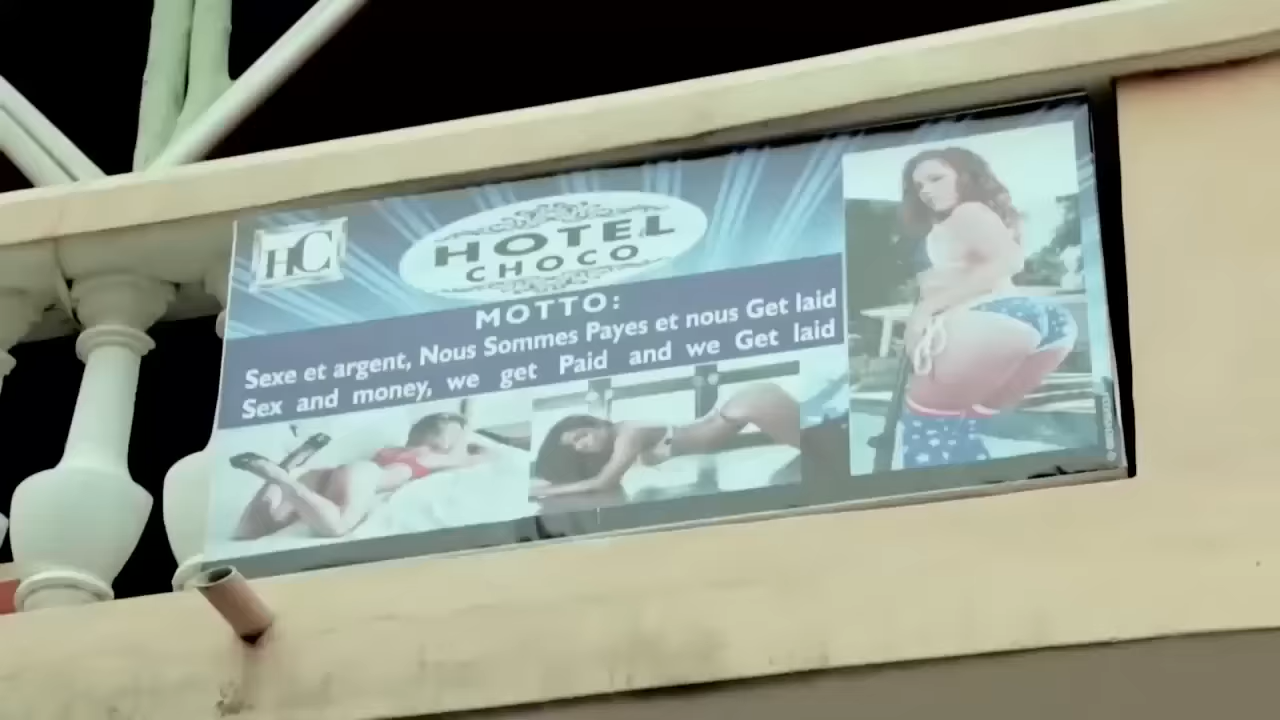 HC
HOTEL
CHOCO
MOTTO:
Sexe et argent, Nous Sommes Payes et nous Get laid
Sex and money, we get Paid and we Get laid